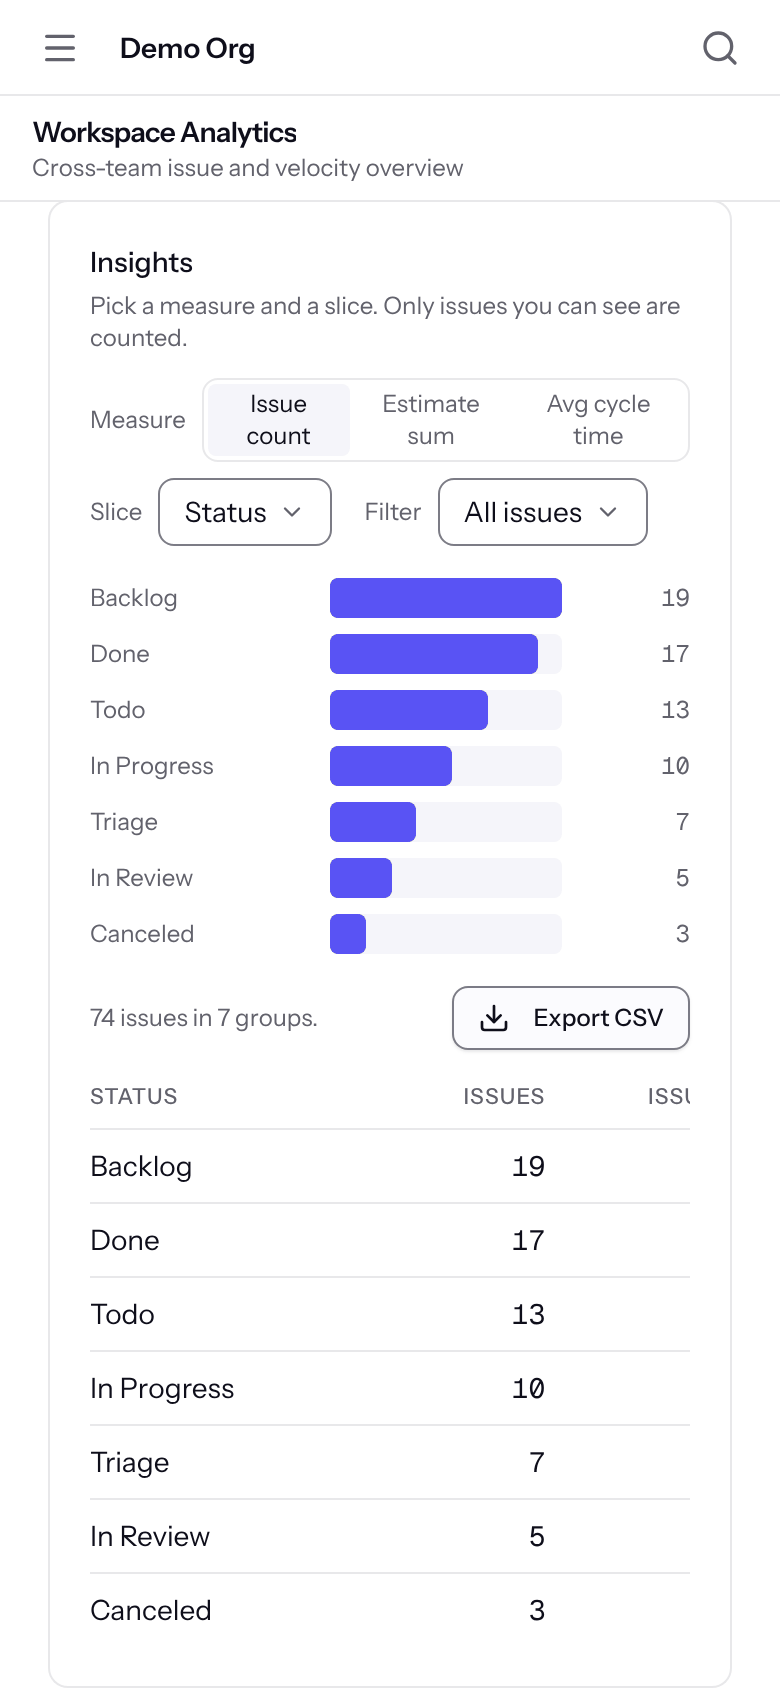 Demo Org
Workspace Analytics
Cross-team issue and velocity overview
Insights
Pick a measure and a slice. Only issues you can see are
counted.
Measure
Issue
count
Estimate
sum
Avg cycle
time
Slice
Status
Filter
All issues
Backlog 19
Done 17
Todo 13
In Progress 10
Triage 7
In Review 5
Canceled 3
74 issues in 7 groups.
Export CSV
STATUS ISSUES
Backlog 19
Done 17
Todo 13
In Progress 10
Triage 7
In Review 5
Canceled 3